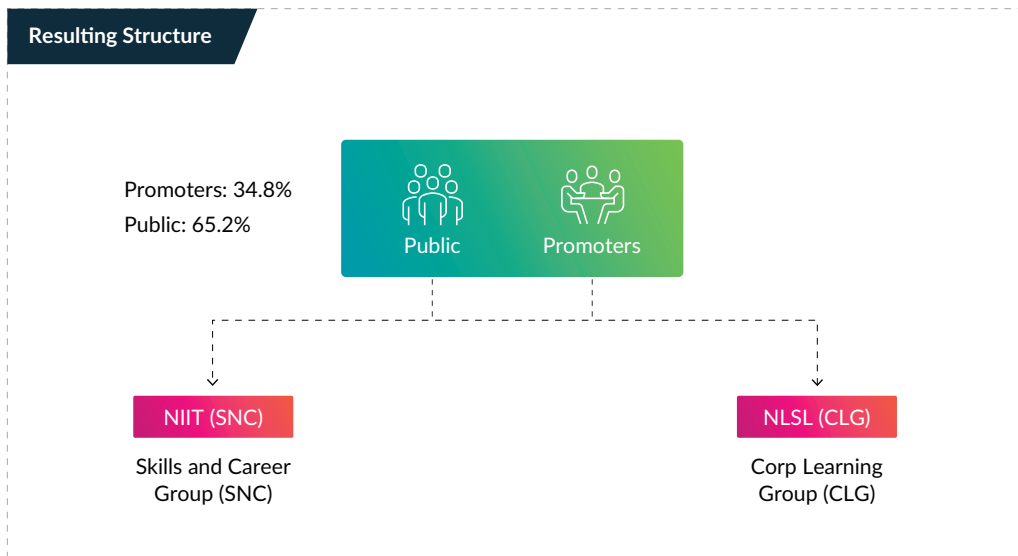 Resulting Structure
Promoters: 34.8%
Public: 65.2%
Public
Promoters
NIIT (SNC)
NLSL (CLG)
Skills and Career
Group (SNC)
Corp Learning
Group (CLG)